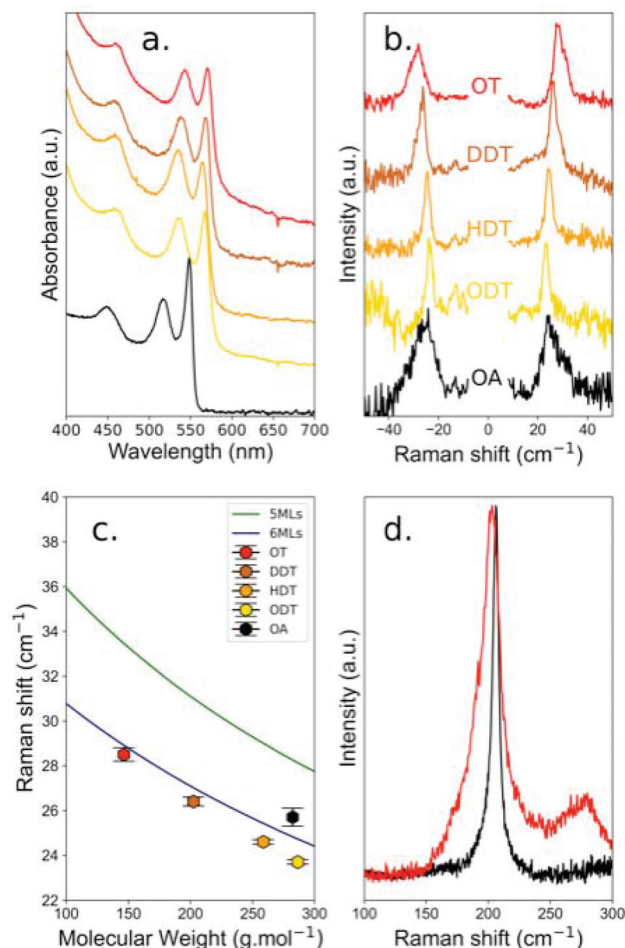 a.
Absorbance (a.u.)
400 450 500 550 600 650 700
Wavelength (nm)
b.
OT
DDT
HDT
ODT
OA
Intensity (a.u.)
−40 −20 0 20 40
Raman shift (cm⁻¹)
c.
40
38
36
34
32
30
28
26
24
22
Raman shift (cm⁻¹)
5MLs
6MLs
OT
DDT
HDT
ODT
OA
100 150 200 250 300
Molecular Weight (g.mol⁻¹)
d.
Intensity (a.u.)
100 150 200 250 300
Raman shift (cm⁻¹)